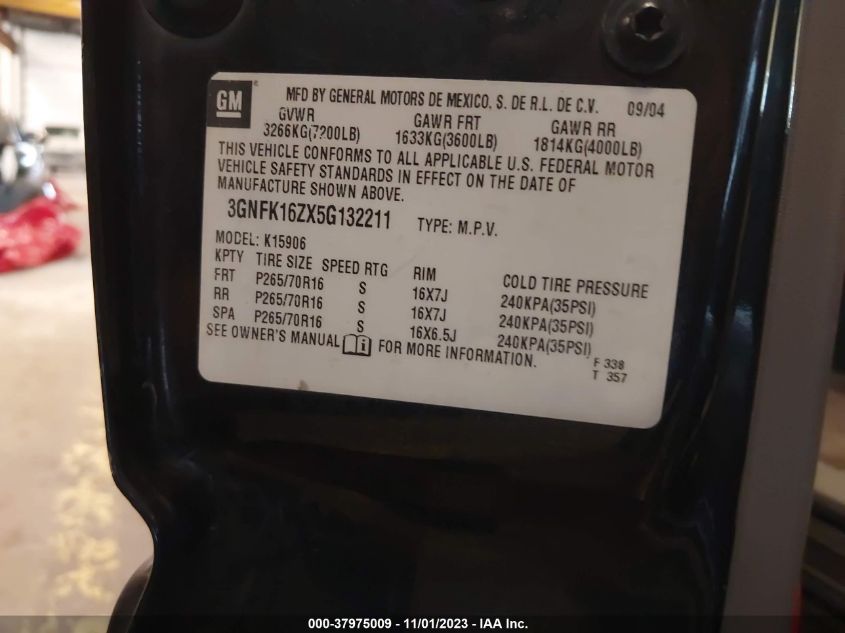 GM
MFD BY GENERAL MOTORS DE MEXICO, S. DE R.L. DE C.V. 09/04
GVWR GAWR FRT GAWR RR
3266KG(7200LB) 1633KG(3600LB) 1814KG(4000LB)
THIS VEHICLE CONFORMS TO ALL APPLICABLE U.S. FEDERAL MOTOR
VEHICLE SAFETY STANDARDS IN EFFECT ON THE DATE OF
MANUFACTURE SHOWN ABOVE.
3GNFK16ZX5G132211 TYPE: M.P.V.
MODEL: K15906
KPTY TIRE SIZE SPEED RTG RIM COLD TIRE PRESSURE
FRT P265/70R16 S 16X7J 240KPA(35PSI)
RR P265/70R16 S 16X7J 240KPA(35PSI)
SPA P265/70R16 S 16X6.5J 240KPA(35PSI)
SEE OWNER'S MANUAL FOR MORE INFORMATION.
F 338
T 357
000-37975009 - 11/01/2023 - IAA Inc.